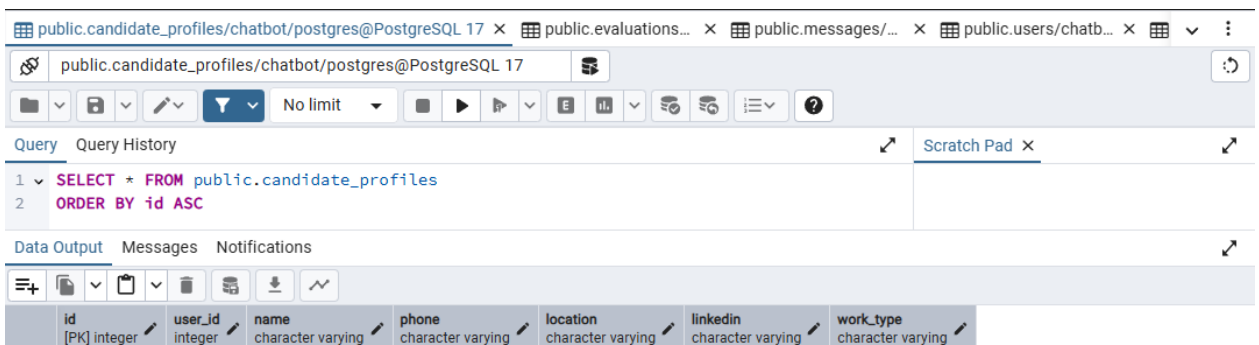 public.candidate_profiles/chatbot/postgres@PostgreSQL 17 public.evaluations... public.messages/... public.users/chatb...
public.candidate_profiles/chatbot/postgres@PostgreSQL 17
No limit
Query Query History Scratch Pad
1 SELECT * FROM public.candidate_profiles
2 ORDER BY id ASC
Data Output Messages Notifications
id user_id name phone location linkedin work_type
[PK] integer integer character varying character varying character varying character varying character varying